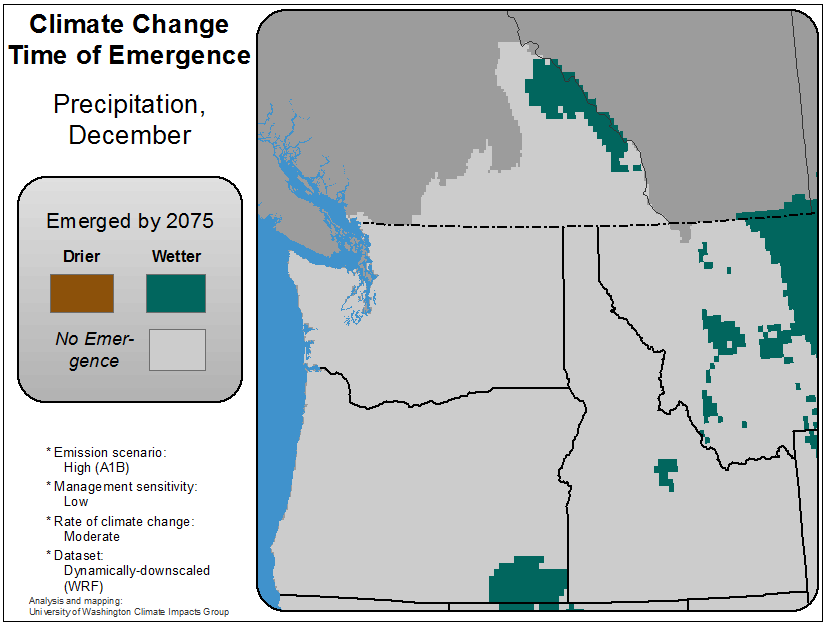 Climate Change
Time of Emergence
Precipitation,
December
Emerged by 2075
Drier Wetter
No Emer-
gence
* Emission scenario:
High (A1B)
* Management sensitivity:
Low
* Rate of climate change:
Moderate
* Dataset:
Dynamically-downscaled
(WRF)
Analysis and mapping:
University of Washington Climate Impacts Group